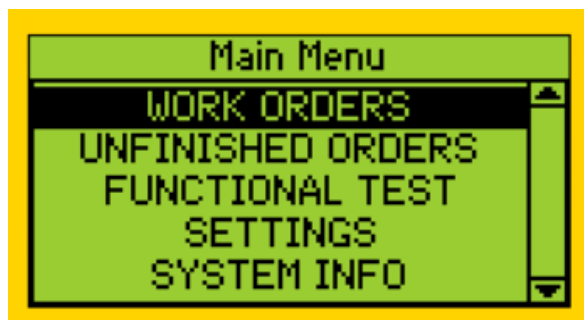 Main Menu
WORK ORDERS
UNFINISHED ORDERS
FUNCTIONAL TEST
SETTINGS
SYSTEM INFO